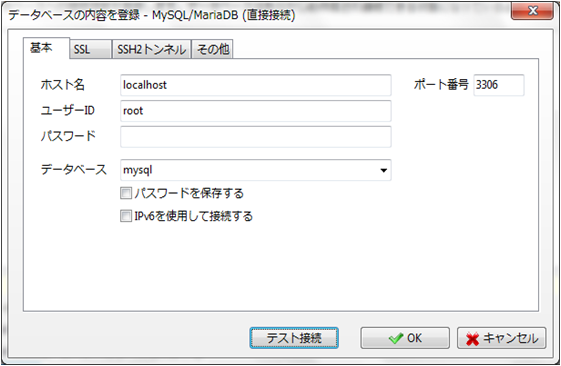 データベースの内容を登録 - MySQL/MariaDB (直接接続)
基本 SSL SSH2トンネル その他
ホスト名 localhost ポート番号 3306
ユーザーID root
パスワード
データベース mysql
パスワードを保存する
IPv6を使用して接続する
テスト接続 OK キャンセル